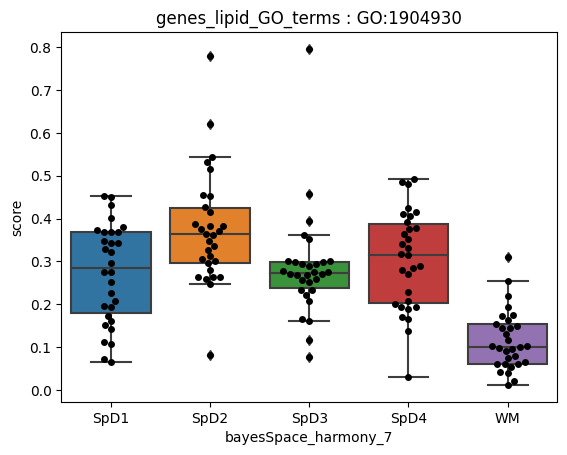 genes_lipid_GO_terms : GO:1904930
score
0.8
0.7
0.6
0.5
0.4
0.3
0.2
0.1
0.0
SpD1 SpD2 SpD3 SpD4 WM
bayesSpace_harmony_7